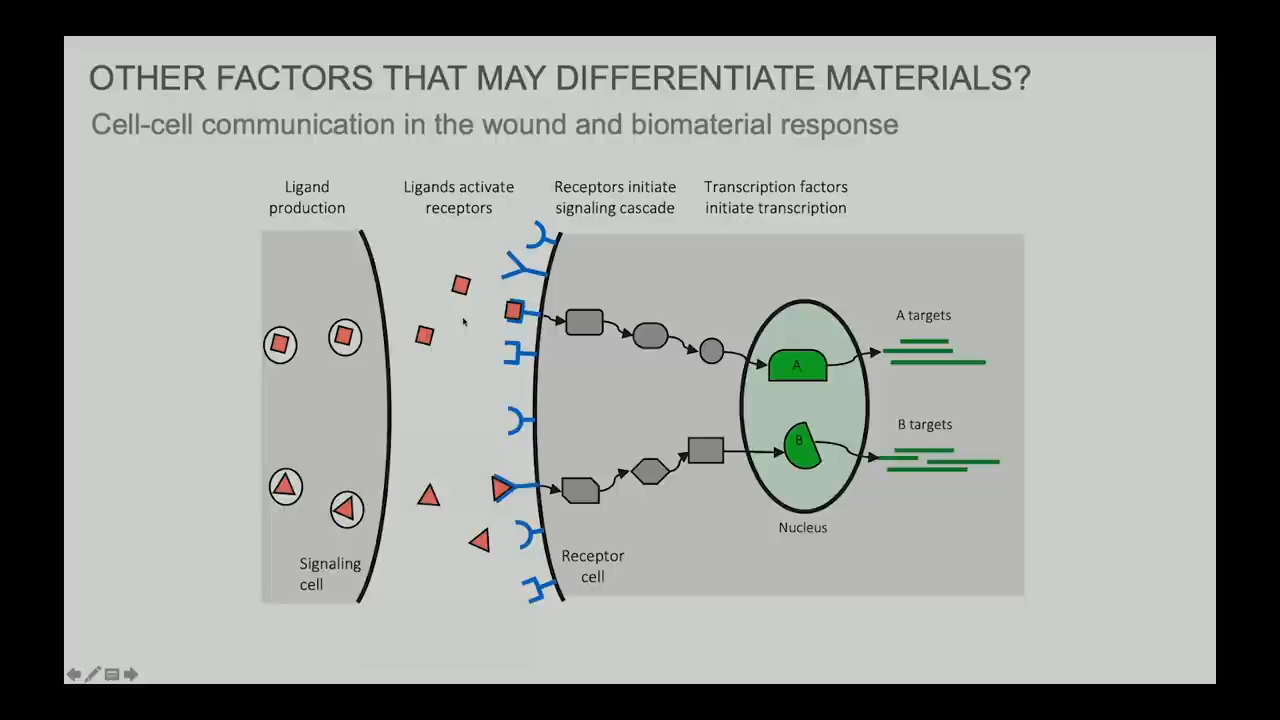 OTHER FACTORS THAT MAY DIFFERENTIATE MATERIALS?
Cell-cell communication in the wound and biomaterial response
Ligand
production
Ligands activate
receptors
Receptors initiate
signaling cascade
Transcription factors
initiate transcription
A targets
A
B targets
B
Nucleus
Signaling
cell
Receptor
cell